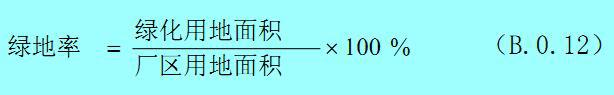 绿地率 = 绿化用地面积 / 厂区用地面积 ×100 % （B.0.12）